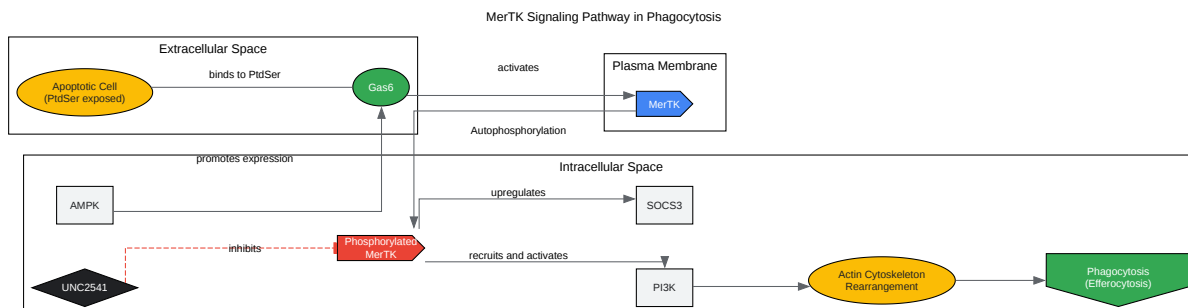 MerTK Signaling Pathway in Phagocytosis
Extracellular Space
binds to PtdSer
Apoptotic Cell
(PtdSer exposed)
Gas6
activates
Plasma Membrane
MerTK
Autophosphorylation
promotes expression
Intracellular Space
AMPK
upregulates
SOCS3
inhibits
Phosphorylated
MerTK
recruits and activates
UNC2541
PI3K
Actin Cytoskeleton
Rearrangement
Phagocytosis
(Efferocytosis)